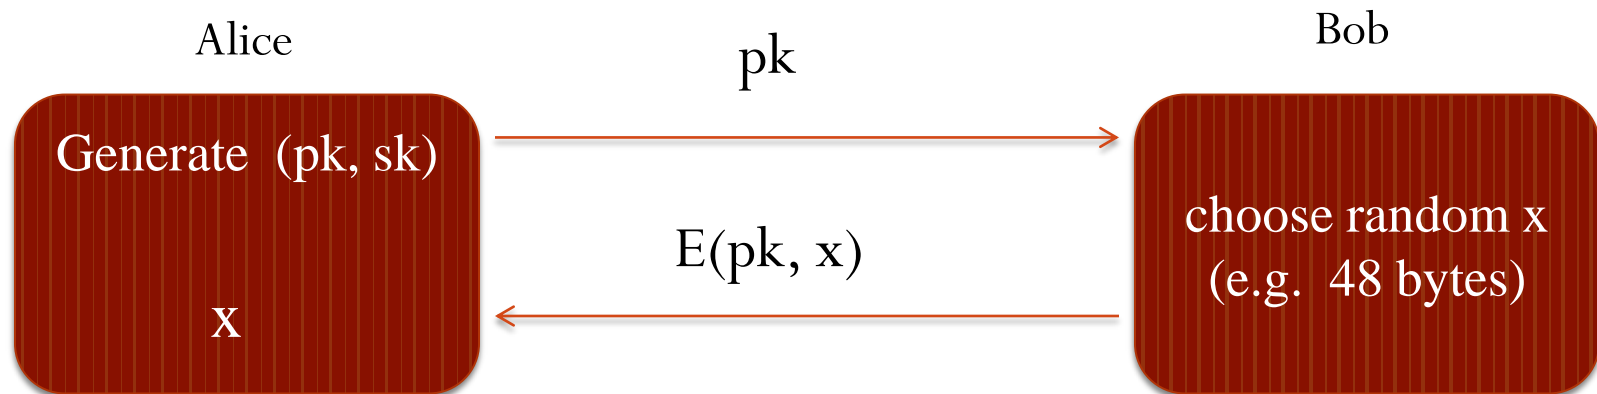 Alice
Generate (pk, sk)
x
pk
E(pk, x)
Bob
choose random x
(e.g. 48 bytes)